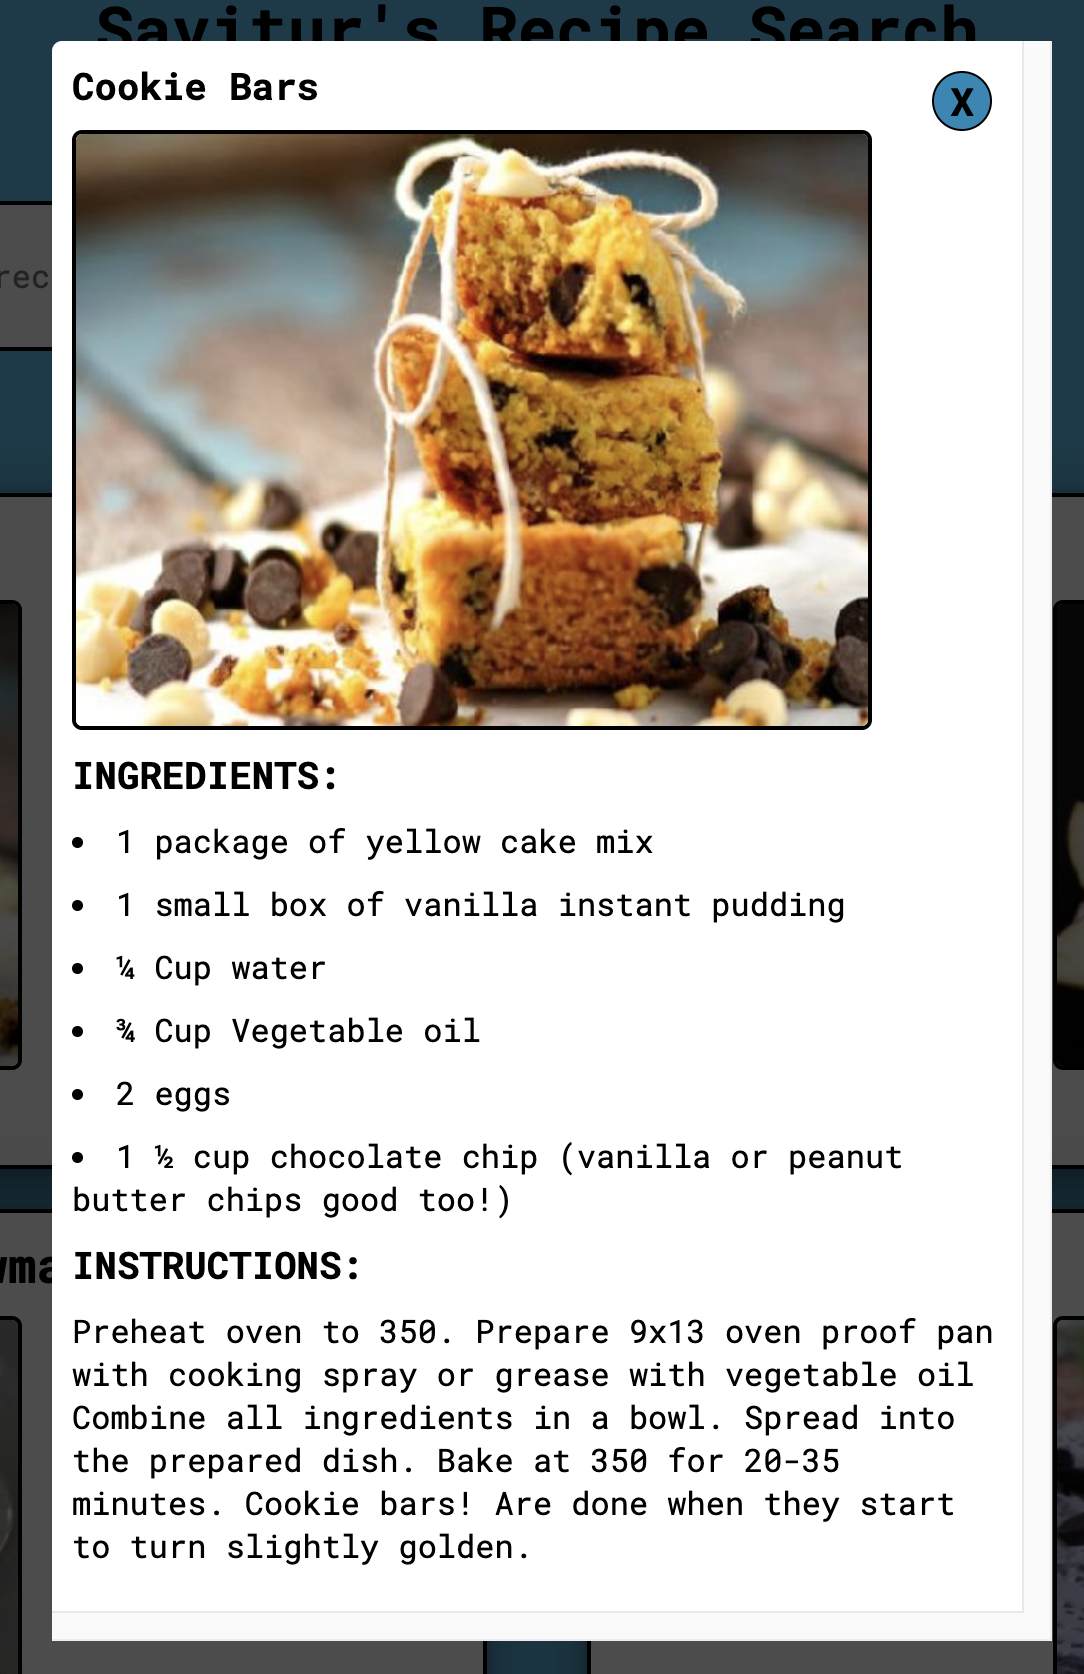 Savitur's Recipe Search
Cookie Bars
X
rec
INGREDIENTS:
• 1 package of yellow cake mix
• 1 small box of vanilla instant pudding
• ¼ Cup water
• ¾ Cup Vegetable oil
• 2 eggs
• 1 ½ cup chocolate chip (vanilla or peanut
butter chips good too!)
INSTRUCTIONS:
Preheat oven to 350. Prepare 9x13 oven proof pan
with cooking spray or grease with vegetable oil
Combine all ingredients in a bowl. Spread into
the prepared dish. Bake at 350 for 20-35
minutes. Cookie bars! Are done when they start
to turn slightly golden.